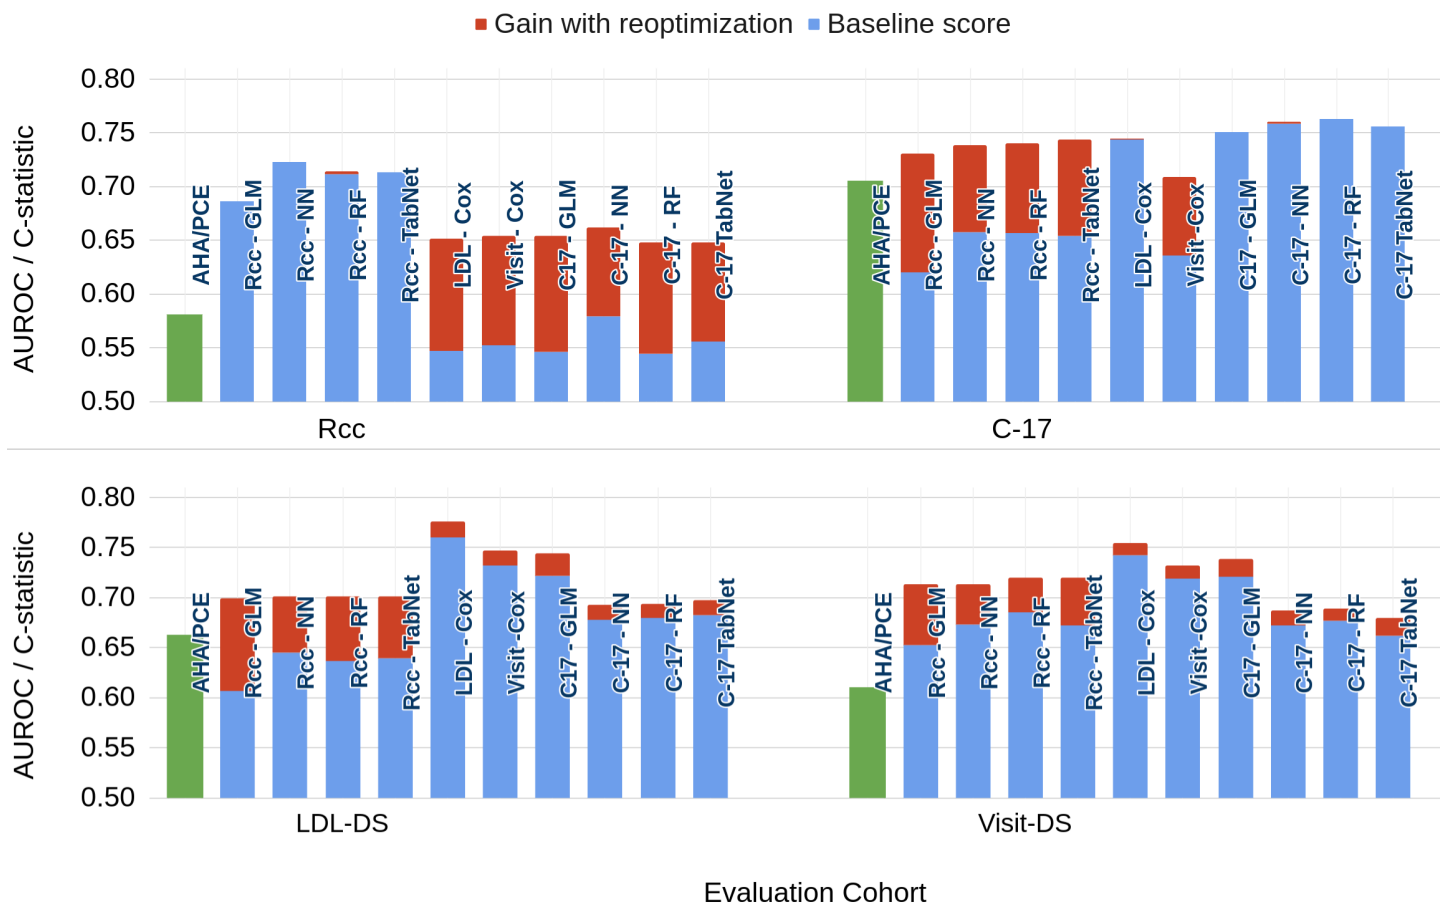 Gain with reoptimization Baseline score
AUROC / C-statistic
0.80
0.75
0.70
0.65
0.60
0.55
0.50
AHA/PCE
Rcc - GLM
Rcc - NN
Rcc - RF
Rcc - TabNet
LDL - Cox
Visit - Cox
C17 - GLM
C-17 - NN
C-17 - RF
C-17 TabNet
AHA/PCE
Rcc - GLM
Rcc - NN
Rcc - RF
Rcc - TabNet
LDL - Cox
Visit -Cox
C17 - GLM
C-17 - NN
C-17 - RF
C-17 TabNet
Rcc
C-17
AUROC / C-statistic
0.80
0.75
0.70
0.65
0.60
0.55
0.50
AHA/PCE
Rcc - GLM
Rcc - NN
Rcc - RF
Rcc - TabNet
LDL - Cox
Visit -Cox
C17 - GLM
C-17 - NN
C-17 - RF
C-17 TabNet
AHA/PCE
Rcc - GLM
Rcc - NN
Rcc - RF
Rcc - TabNet
LDL - Cox
Visit -Cox
C17 - GLM
C-17 - NN
C-17 - RF
C-17 TabNet
LDL-DS
Visit-DS
Evaluation Cohort